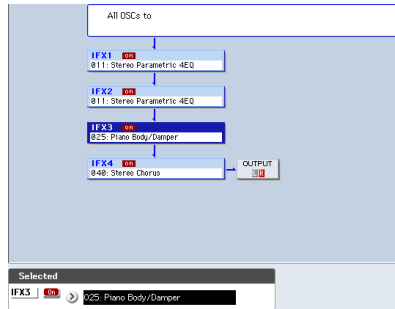 All OSCs to
IFX1 on
011: Stereo Parametric 4EQ
IFX2 on
011: Stereo Parametric 4EQ
IFX3 on
025: Piano Body/Damper
IFX4 on
040: Stereo Chorus
OUTPUT
L R
Selected
IFX3 On 025: Piano Body/Damper